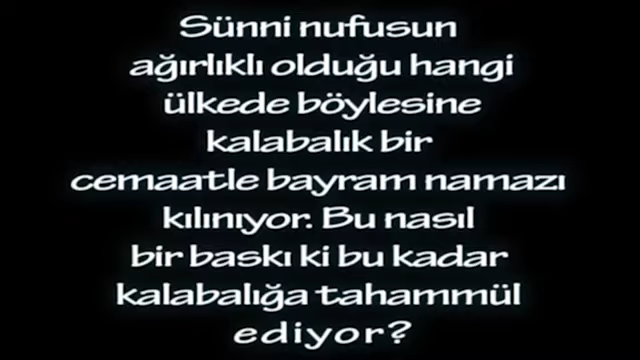 Sünni nufusun
ağırlıklı olduğu hangi
ülkede böylesine
kalabalık bir
cemaatle bayram namazı
kılınıyor. Bu nasıl
bir baskı ki bu kadar
kalabalığa tahammül
ediyor?